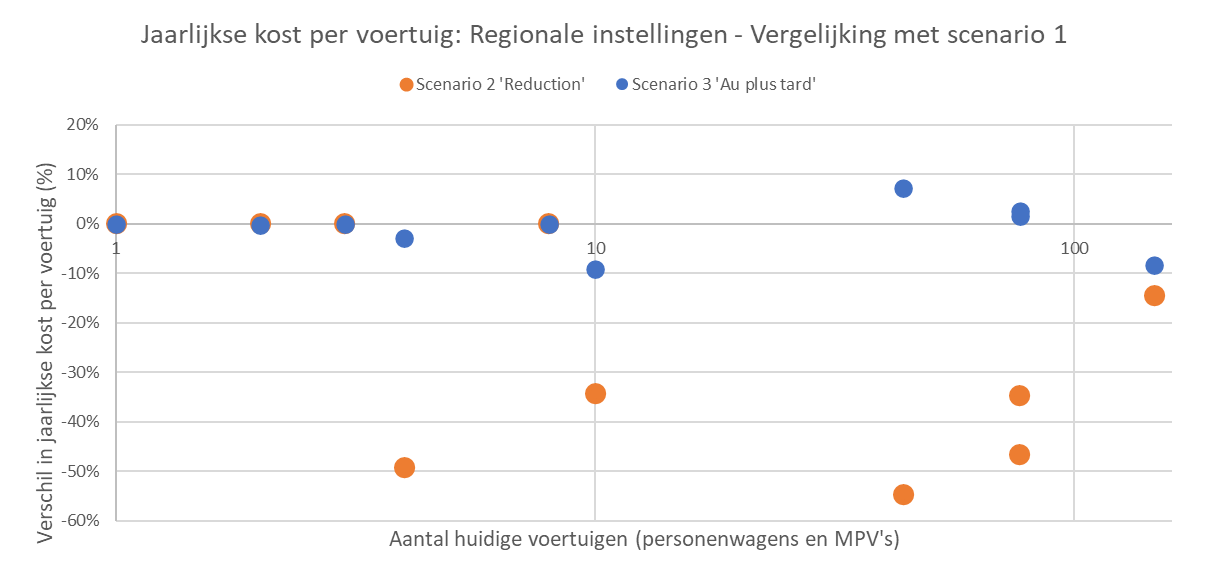 Jaarlijkse kost per voertuig: Regionale instellingen - Vergelijking met scenario 1
Scenario 2 'Reduction' Scenario 3 'Au plus tard'
20%
10%
0%
-10%
-20%
-30%
-40%
-50%
-60%
1 10 100
Verschil in jaarlijkse kost per voertuig (%)
Aantal huidige voertuigen (personenwagens en MPV's)